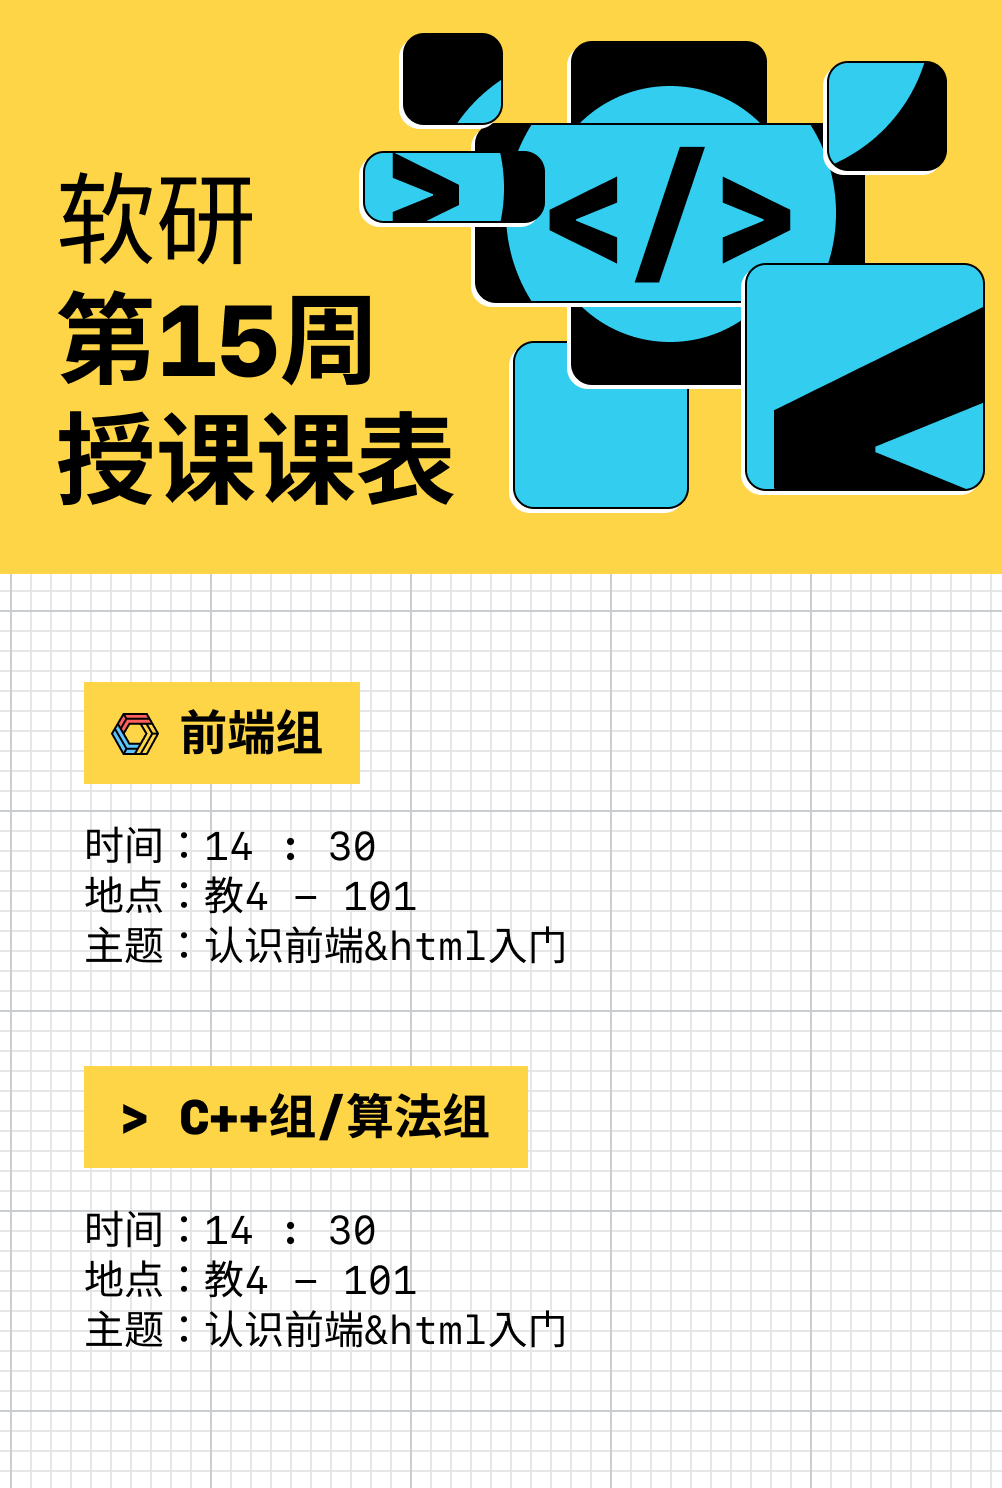 软研
第15周
授课课表
</>
>
<
前端组
时间：14 : 30
地点：教4 - 101
主题：认识前端&html入门
> C++组/算法组
时间：14 : 30
地点：教4 - 101
主题：认识前端&html入门